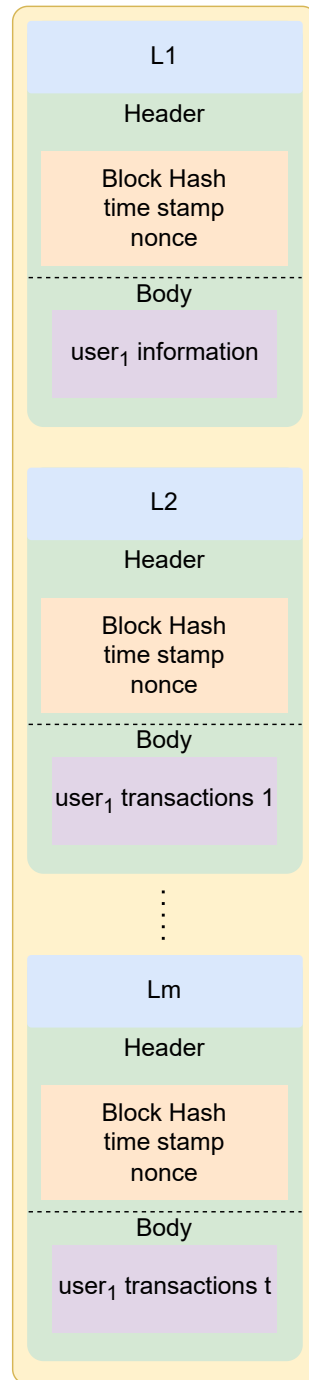 L1
Header
Block Hash
time stamp
nonce
Body
user₁ information
L2
Header
Block Hash
time stamp
nonce
Body
user₁ transactions 1
Lm
Header
Block Hash
time stamp
nonce
Body
user₁ transactions t